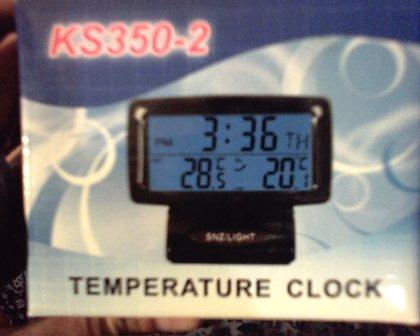 KS350-2
PM 3:36 TH
28.5°C 20.1°C
SNZ/LIGHT
TEMPERATURE CLOCK